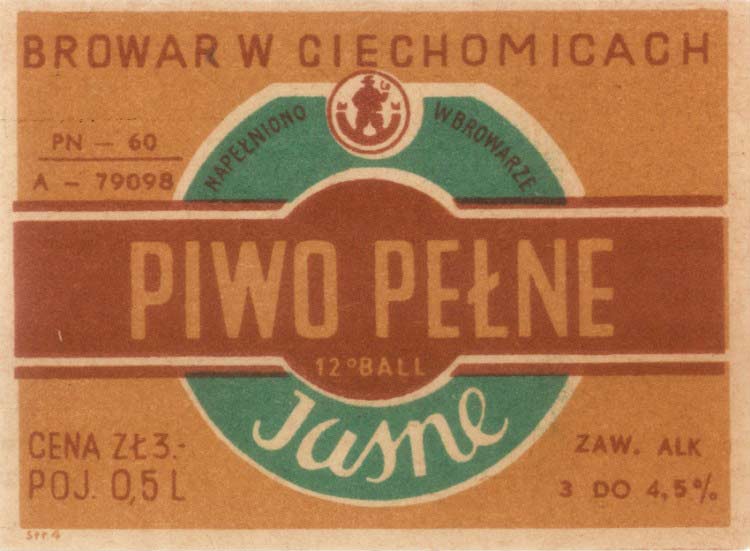 BROWAR W CIECHOMICACH
PN – 60
A – 79098
NAPEŁNIONO W BROWARZE
PIWO PEŁNE
12° BALL
Jasne
CENA ZŁ 3.-
POJ. 0,5 L
ZAW. ALK
3 DO 4,5%